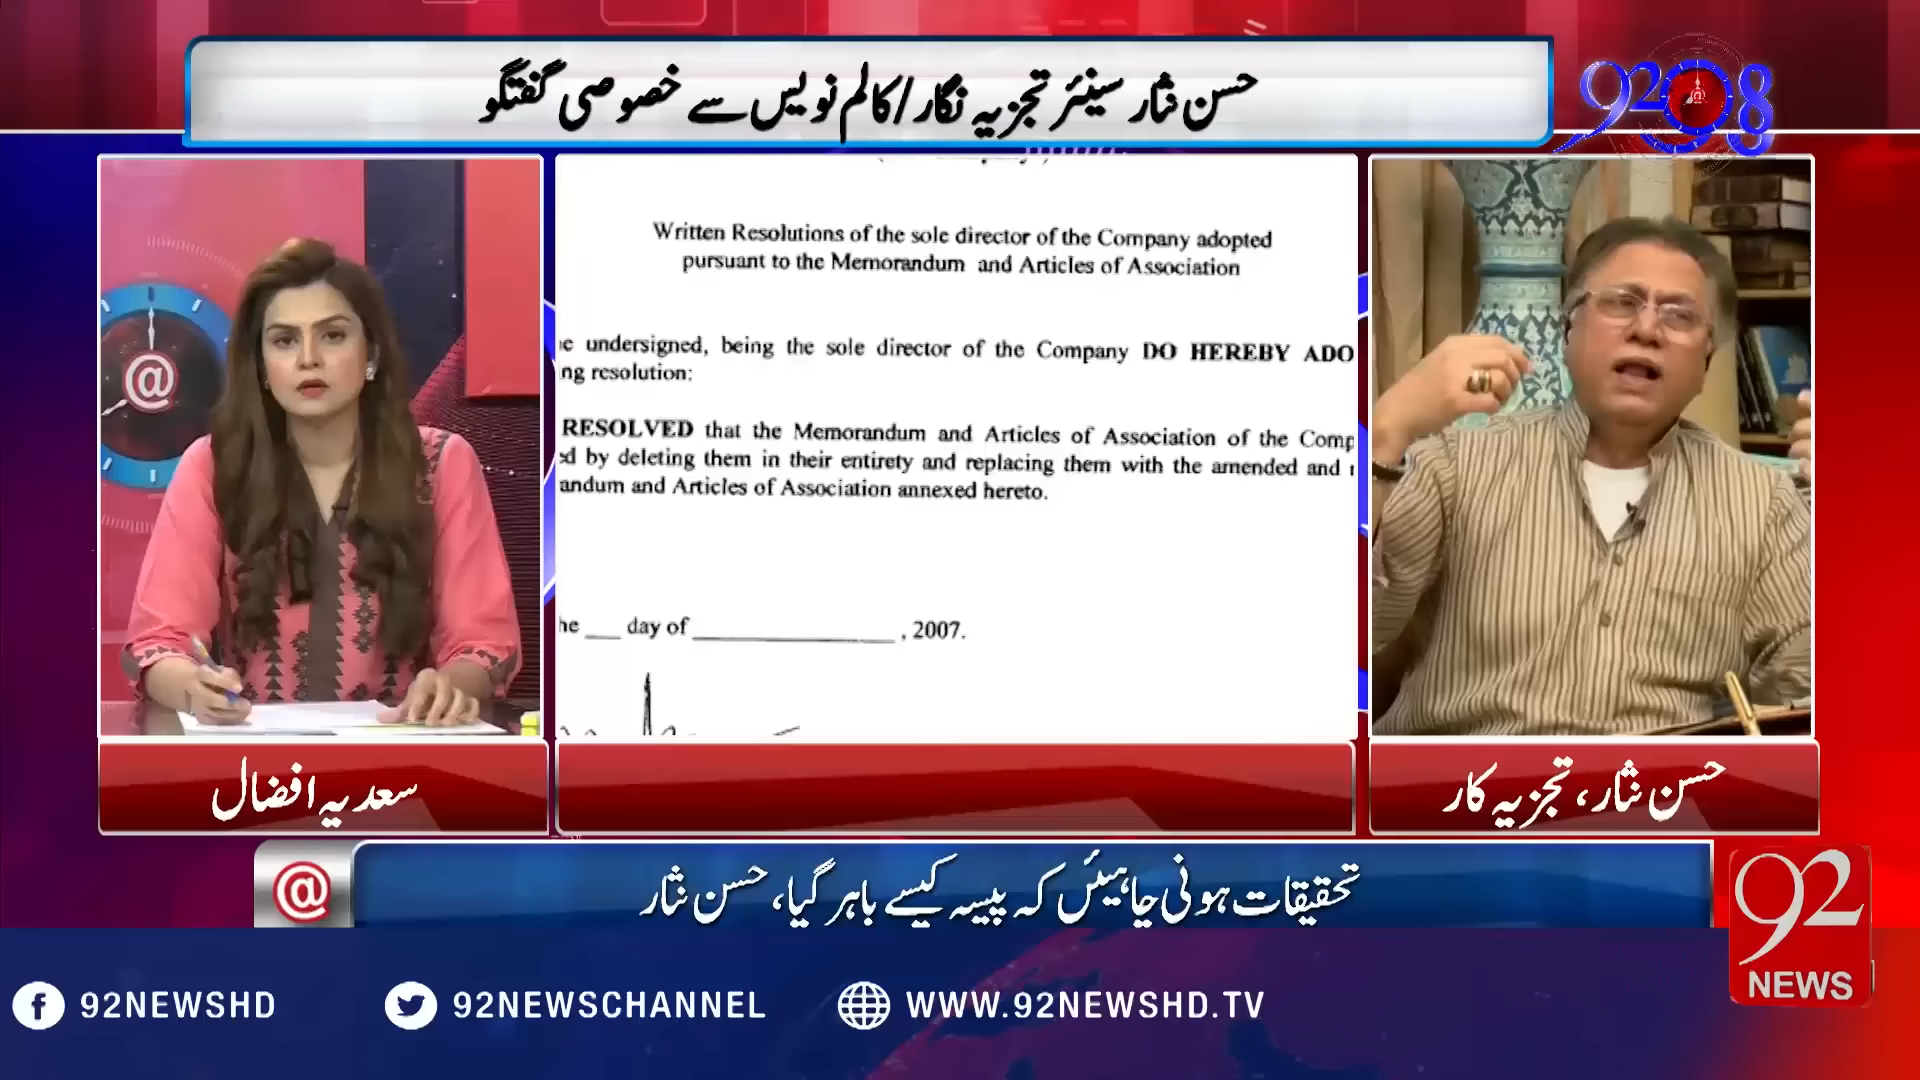 حسن نثار سینئر تجزیہ نگار/کالم نویس سے خصوصی گفتگو
92@8
Written Resolutions of the sole director of the Company adopted
pursuant to the Memorandum and Articles of Association
undersigned, being the sole director of the Company DO HEREBY ADO
ng resolution:
RESOLVED that the Memorandum and Articles of Association of the Comp
ed by deleting them in their entirety and replacing them with the amended and
andum and Articles of Association annexed hereto.
he ___ day of ____________________, 2007.
@
سعدیہ افضال
حسن نثار، تجزیہ کار
@
تحقیقات ہونی چاہیئں کہ پیسہ کیسے باہر گیا، حسن نثار
92
NEWS
92NEWSHD
92NEWSCHANNEL
WWW.92NEWSHD.TV